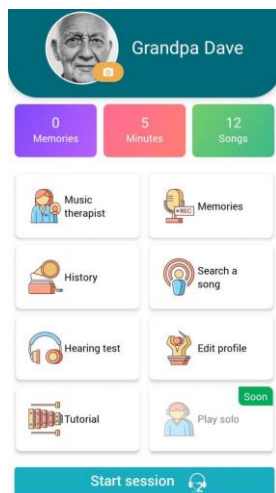 Grandpa Dave
0
Memories
5
Minutes
12
Songs
Music
therapist
REC
Memories
History
Search a
song
Hearing test
Edit profile
Tutorial
Soon
Play solo
Start session